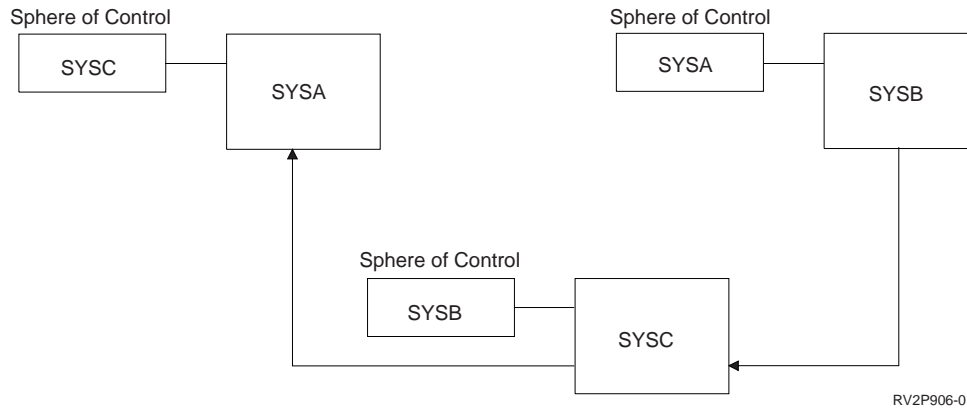 Sphere of Control
SYSC
SYSA
Sphere of Control
SYSA
SYSB
Sphere of Control
SYSB
SYSC
RV2P906-0